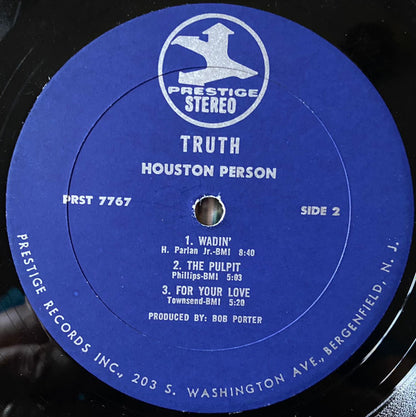 PRESTIGE
STEREO
TRUTH
HOUSTON PERSON
PRST 7767
SIDE 2
1. WADIN'
H. Parlan Jr.-BMI 8:40
2. THE PULPIT
Phillips-BMI 5:03
3. FOR YOUR LOVE
Townsend-BMI 5:20
PRODUCED BY: BOB PORTER
PRESTIGE RECORDS INC., 203 S. WASHINGTON AVE., BERGENFIELD, N. J.